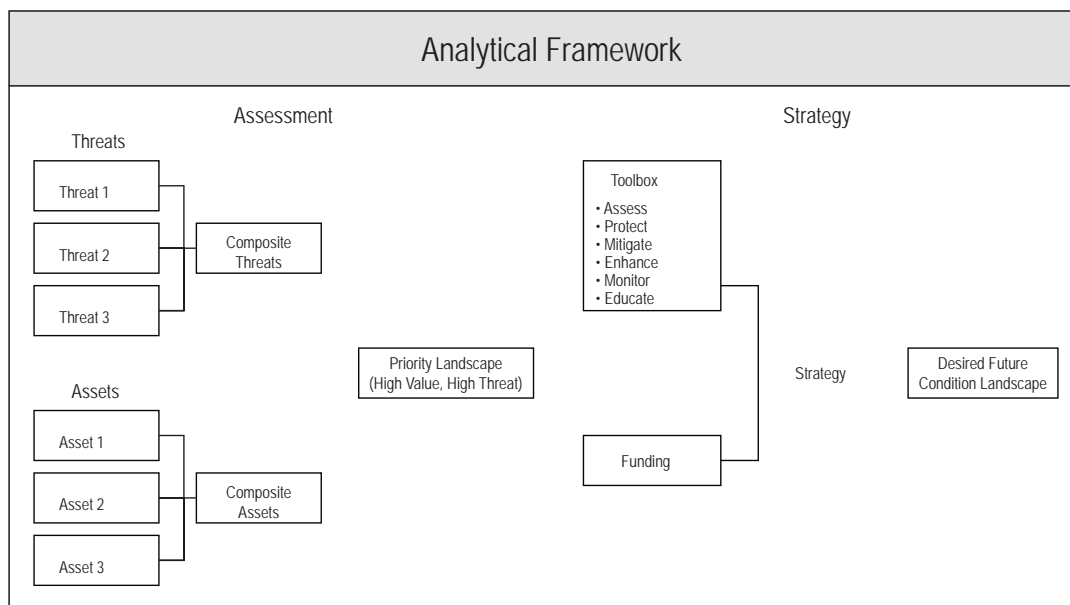 Analytical Framework
Assessment
Threats
Threat 1
Threat 2
Threat 3
Composite
Threats
Assets
Asset 1
Asset 2
Asset 3
Composite
Assets
Priority Landscape
(High Value, High Threat)
Strategy
Toolbox
• Assess
• Protect
• Mitigate
• Enhance
• Monitor
• Educate
Funding
Strategy
Desired Future
Condition Landscape